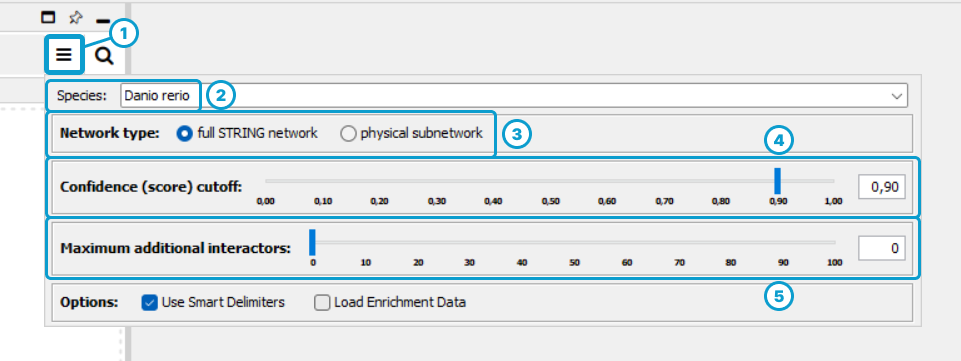 1
Species: Danio rerio 2
Network type: full STRING network physical subnetwork 3
4
Confidence (score) cutoff: 0,90
0,00 0,10 0,20 0,30 0,40 0,50 0,60 0,70 0,80 0,90 1,00
Maximum additional interactors: 0
0 10 20 30 40 50 60 70 80 90 100
5
Options: Use Smart Delimiters Load Enrichment Data